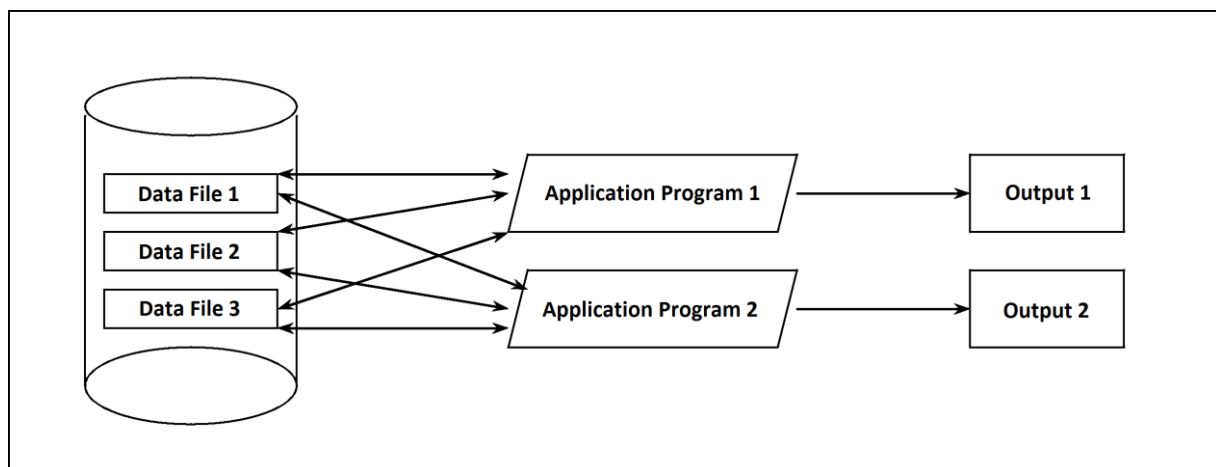 Data File 1
Data File 2
Data File 3
Application Program 1
Application Program 2
Output 1
Output 2